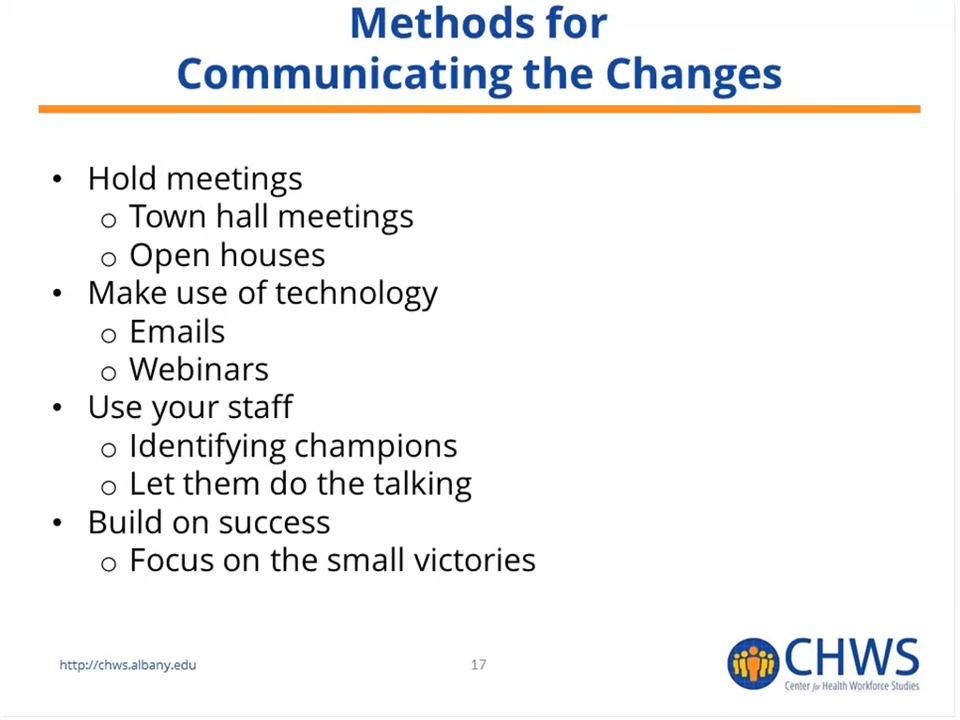 Methods for
Communicating the Changes
• Hold meetings
o Town hall meetings
o Open houses
• Make use of technology
o Emails
o Webinars
• Use your staff
o Identifying champions
o Let them do the talking
• Build on success
o Focus on the small victories
http://chws.albany.edu
17
CHWS
Center for Health Workforce Studies